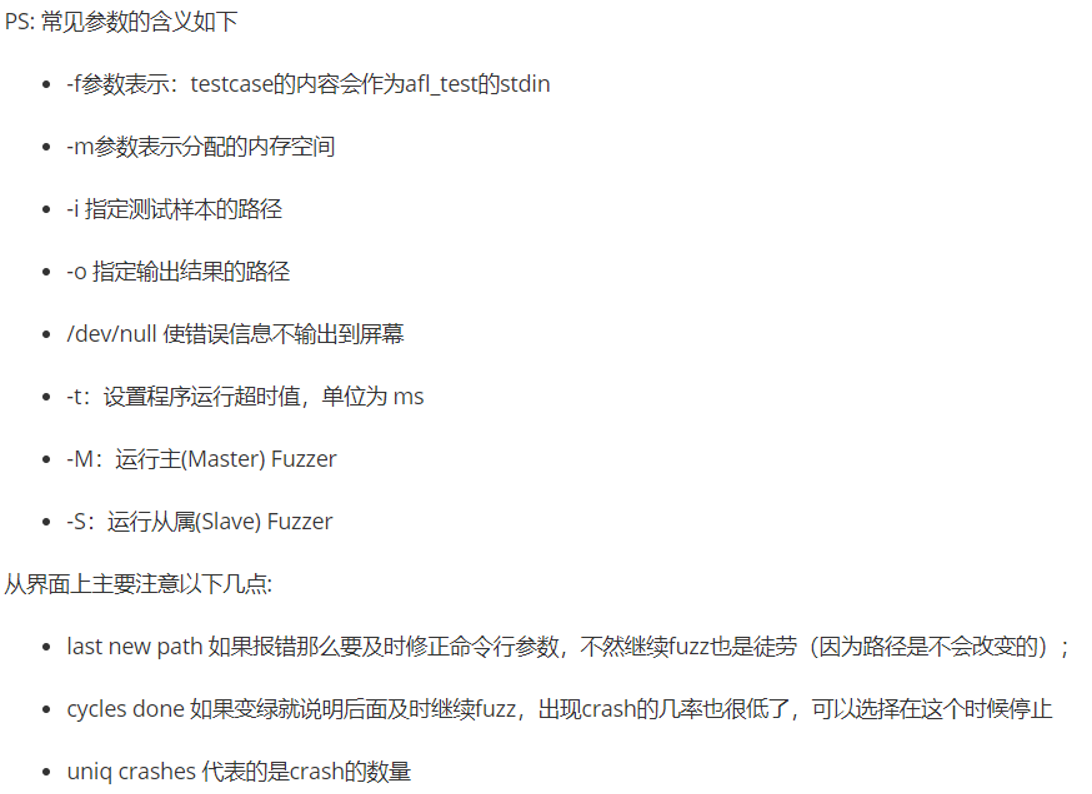 PS: 常见参数的含义如下
-f参数表示：testcase的内容会作为afl_test的stdin
-m参数表示分配的内存空间
-i 指定测试样本的路径
-o 指定输出结果的路径
/dev/null 使错误信息不输出到屏幕
-t：设置程序运行超时值，单位为 ms
-M：运行主(Master) Fuzzer
-S：运行从属(Slave) Fuzzer
从界面上主要注意以下几点:
last new path 如果报错那么要及时修正命令行参数，不然继续fuzz也是徒劳（因为路径是不会改变的）；
cycles done 如果变绿就说明后面及时继续fuzz，出现crash的几率也很低了，可以选择在这个时候停止
uniq crashes 代表的是crash的数量